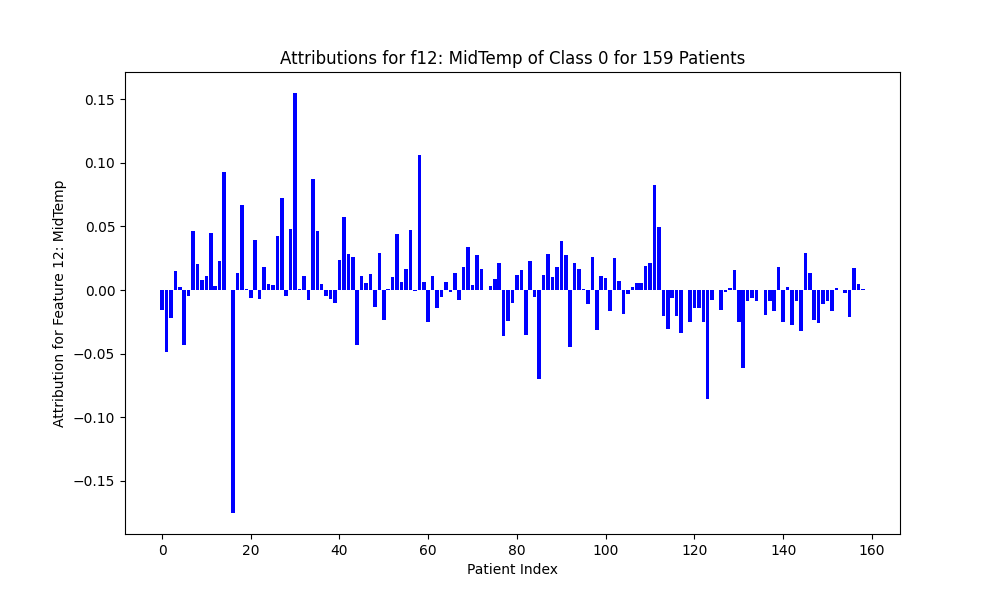 Attributions for f12: MidTemp of Class 0 for 159 Patients
Attribution for Feature 12: MidTemp
0.15
0.10
0.05
0.00
−0.05
−0.10
−0.15
0 20 40 60 80 100 120 140 160
Patient Index